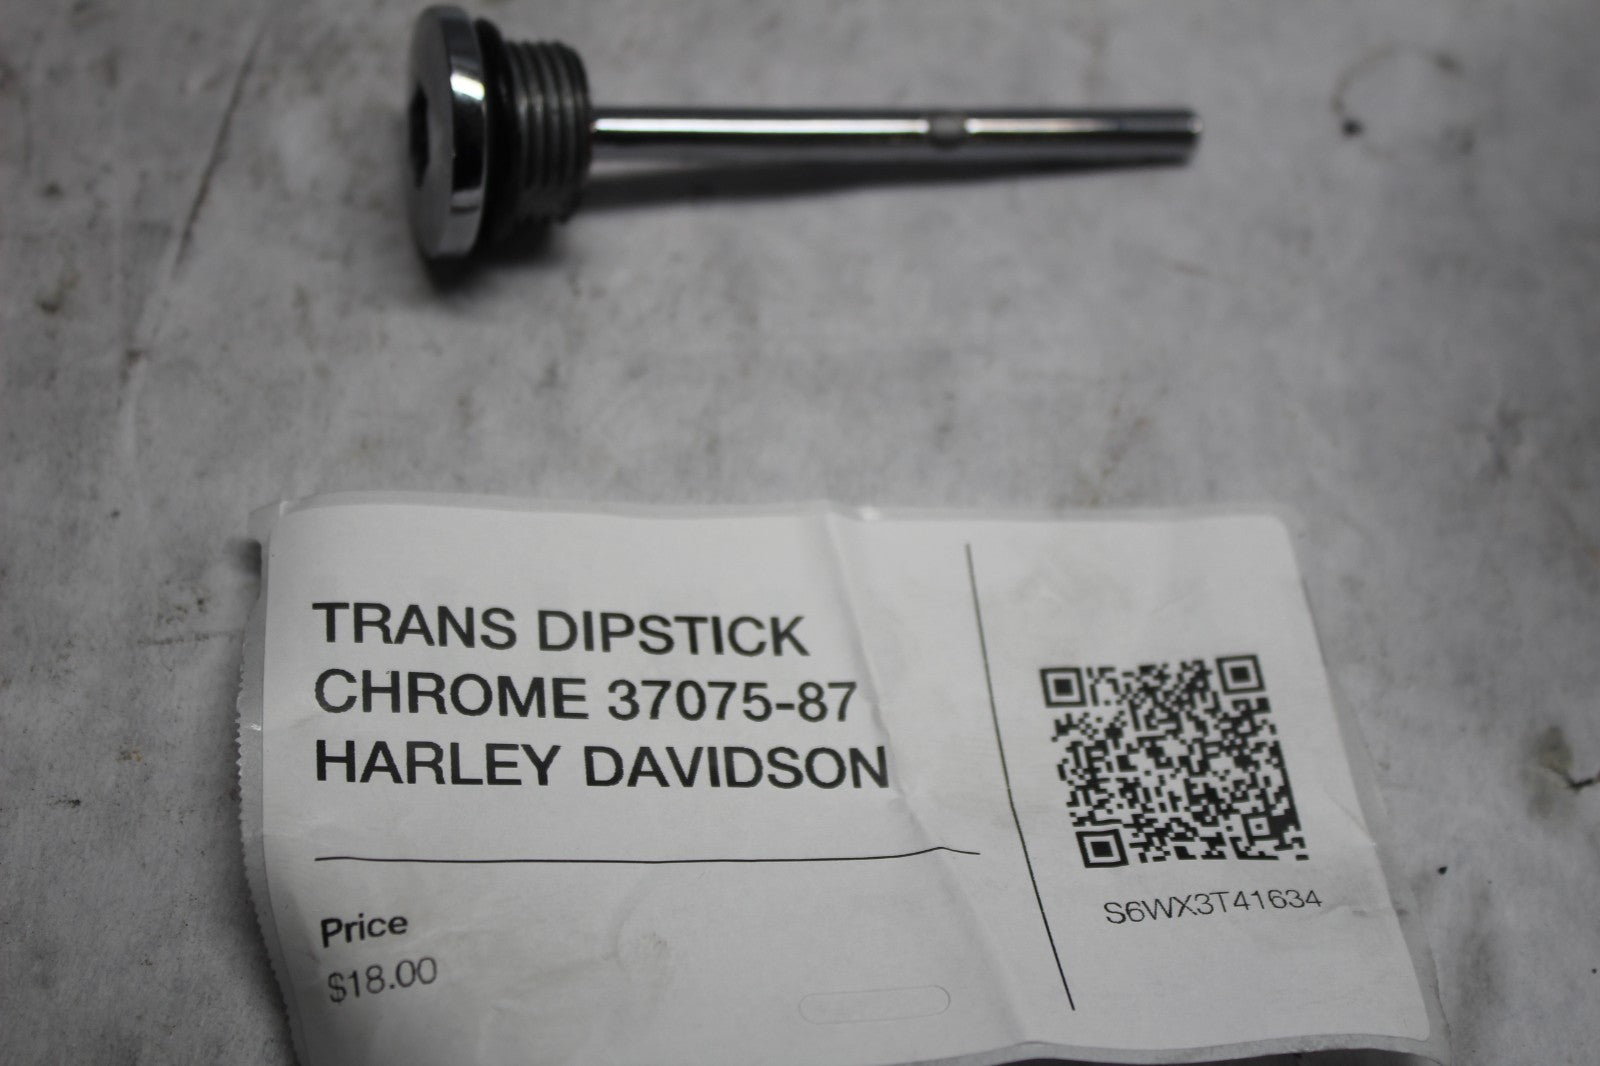 TRANS DIPSTICK
CHROME 37075-87
HARLEY DAVIDSON
Price
$18.00
S6WX3T41634